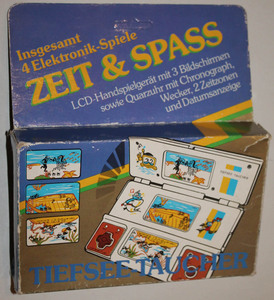 Insgesamt
4 Elektronik-Spiele
ZEIT & SPASS
LCD-Handspielgerät mit 3 Bildschirmen
sowie Quarzuhr mit Chronograph,
Wecker, 2 Zeitzonen
und Datumsanzeige
TIEFSEE-TAUCHER